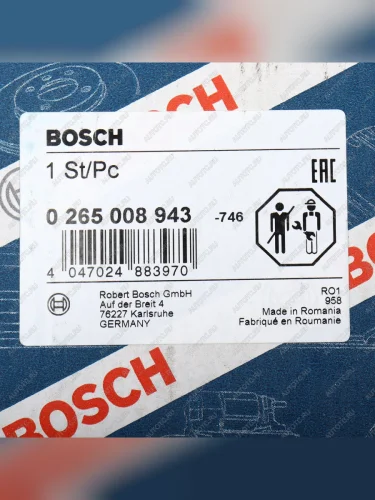 BOSCH
BOSCH
1 St/Pc
EAC
0 265 008 943
-746
4 047024 883970
Robert Bosch GmbH
Auf der Breit 4
76227 Karlsruhe
GERMANY
RO1
958
Made in Romania
Fabriqué en Roumanie
BOSCH